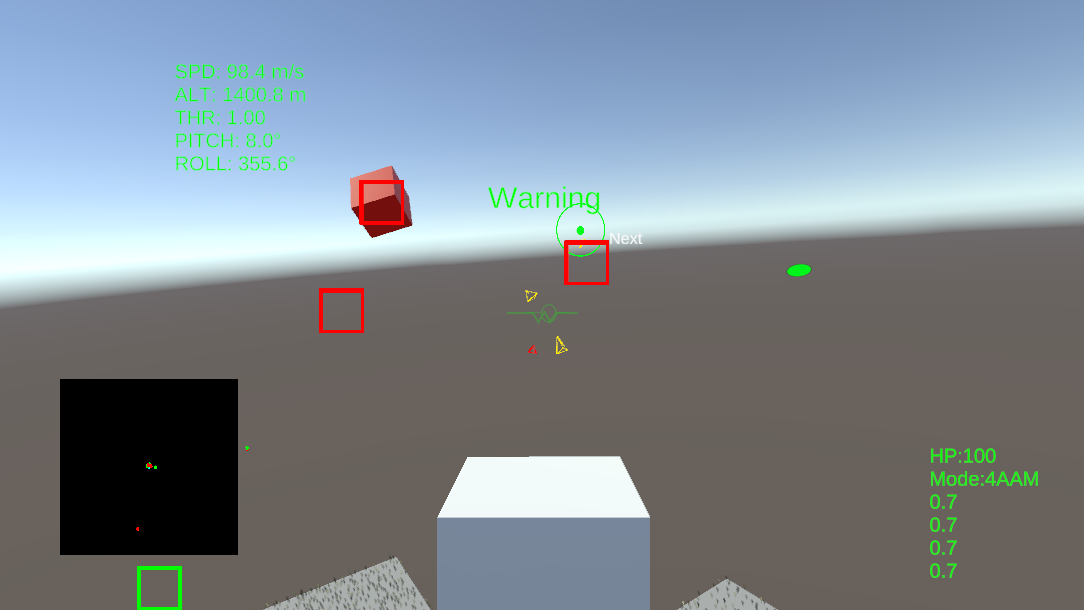 SPD: 98.4 m/s
ALT: 1400.8 m
THR: 1.00
PITCH: 8.0°
ROLL: 355.6°
Warning
Next
HP:100
Mode:4AAM
0.7
0.7
0.7
0.7